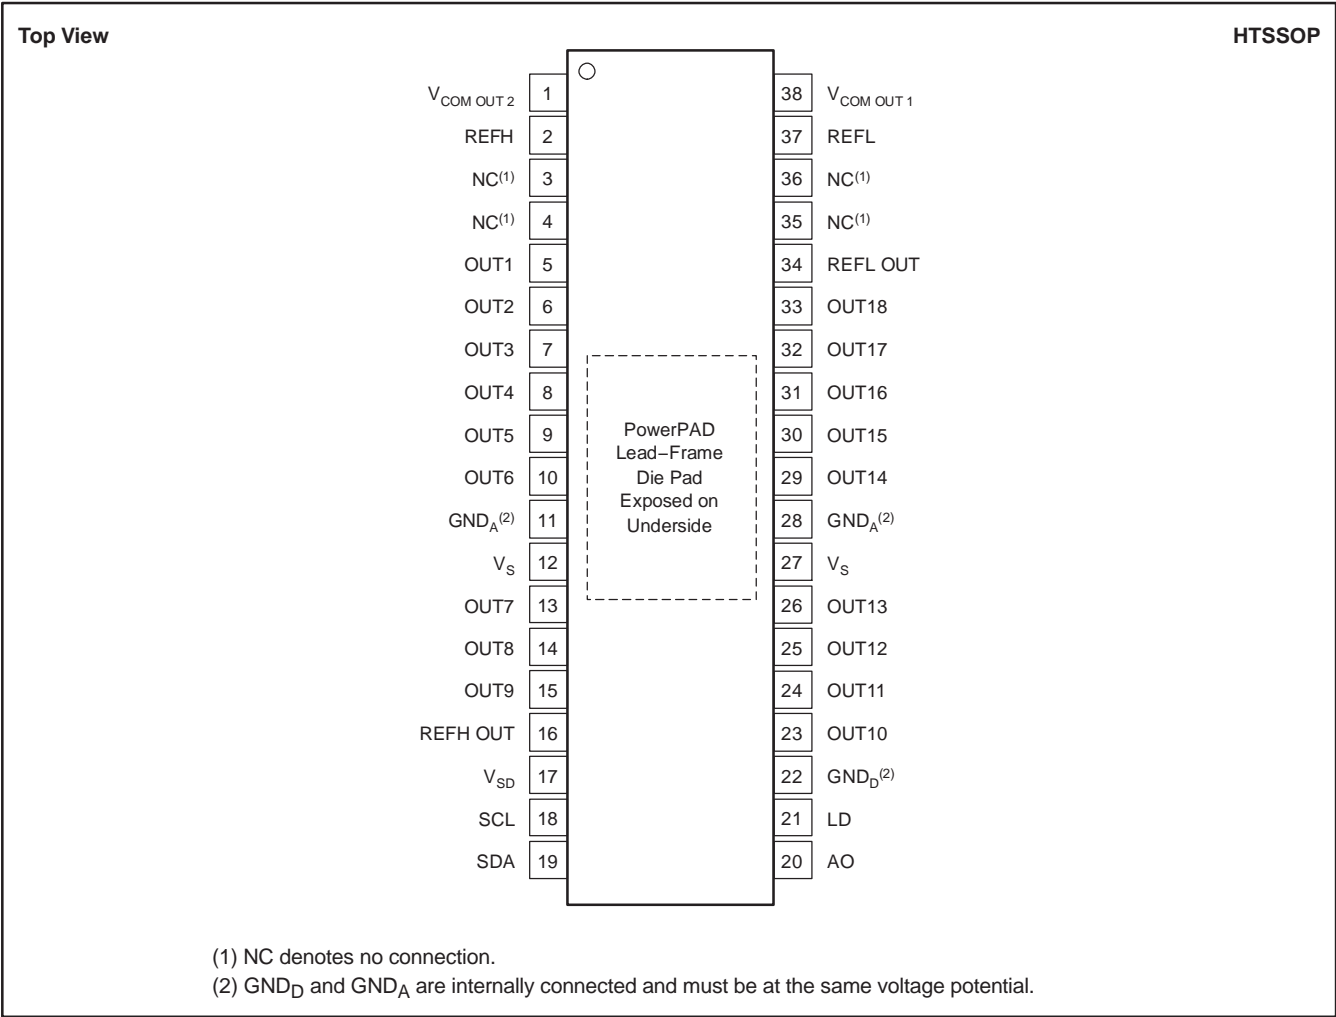 Top View HTSSOP
VCOM OUT 2 1 38 VCOM OUT 1
REFH 2 37 REFL
NC(1) 3 36 NC(1)
NC(1) 4 35 NC(1)
OUT1 5 34 REFL OUT
OUT2 6 33 OUT18
OUT3 7 32 OUT17
OUT4 8 31 OUT16
OUT5 9 30 OUT15
OUT6 10 29 OUT14
GNDA(2) 11 28 GNDA(2)
VS 12 27 VS
OUT7 13 26 OUT13
OUT8 14 25 OUT12
OUT9 15 24 OUT11
REFH OUT 16 23 OUT10
VSD 17 22 GNDD(2)
SCL 18 21 LD
SDA 19 20 AO
PowerPAD
Lead−Frame
Die Pad
Exposed on
Underside
(1) NC denotes no connection.
(2) GNDD and GNDA are internally connected and must be at the same voltage potential.